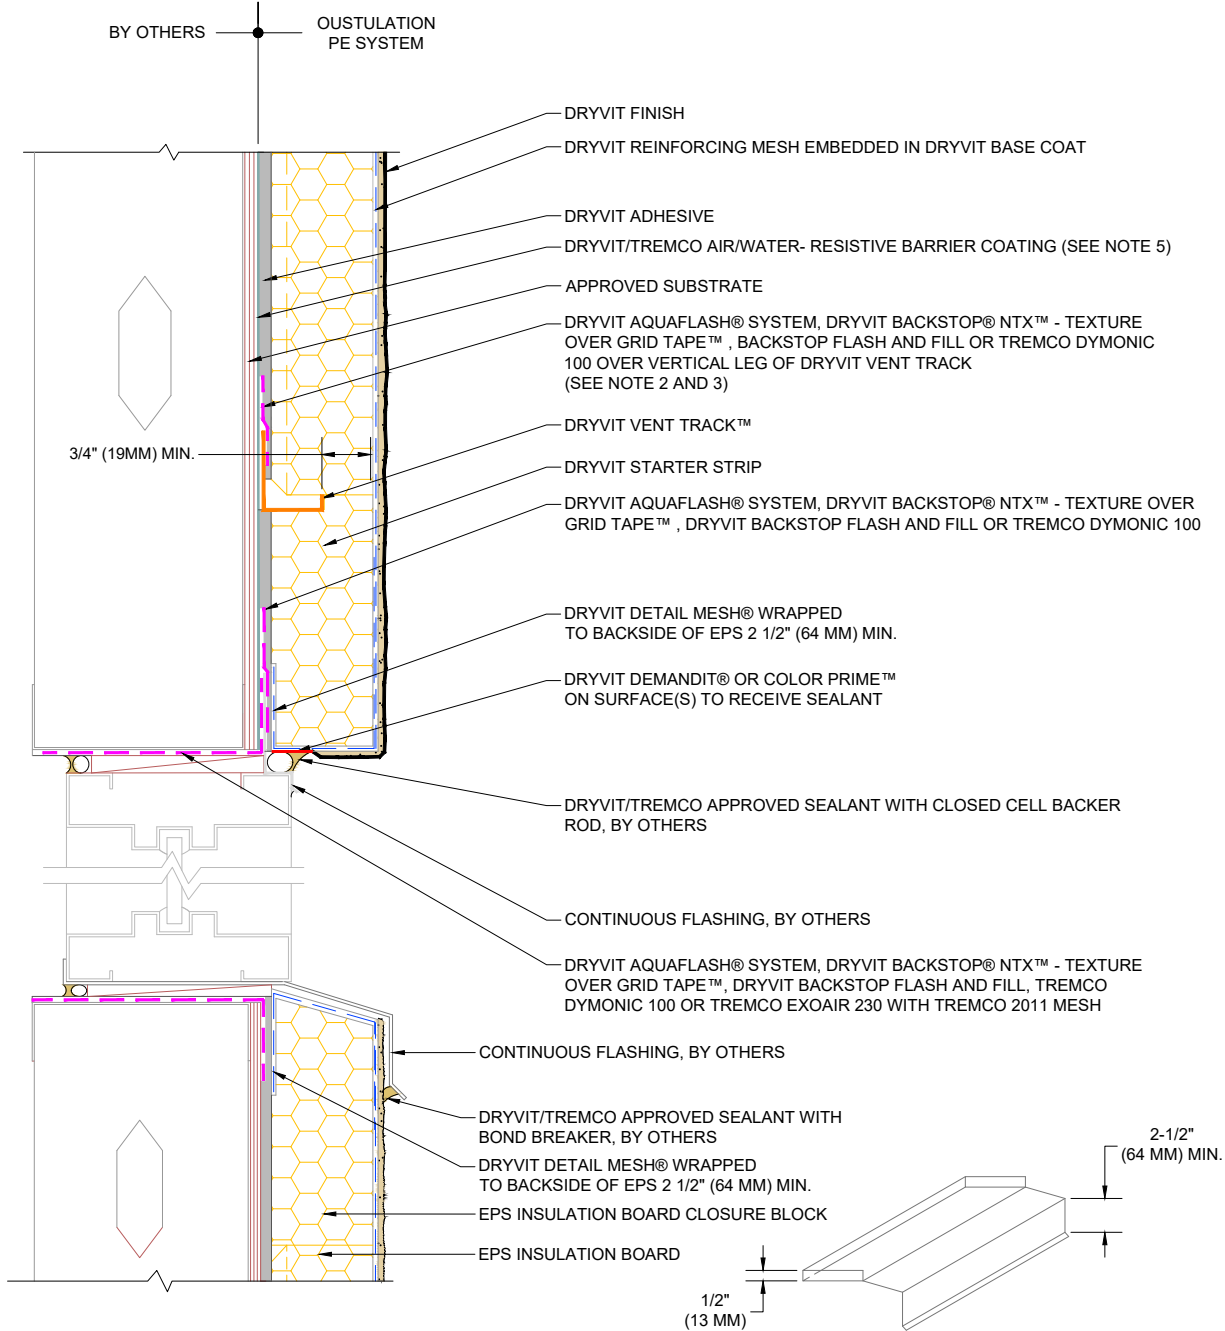 BY OTHERS
OUSTULATION
PE SYSTEM
DRYVIT FINISH
DRYVIT REINFORCING MESH EMBEDDED IN DRYVIT BASE COAT
DRYVIT ADHESIVE
DRYVIT/TREMCO AIR/WATER- RESISTIVE BARRIER COATING (SEE NOTE 5)
APPROVED SUBSTRATE
DRYVIT AQUAFLASH® SYSTEM, DRYVIT BACKSTOP® NTX™ - TEXTURE
OVER GRID TAPE™ , BACKSTOP FLASH AND FILL OR TREMCO DYMONIC
100 OVER VERTICAL LEG OF DRYVIT VENT TRACK
(SEE NOTE 2 AND 3)
DRYVIT VENT TRACK™
3/4" (19MM) MIN.
DRYVIT STARTER STRIP
DRYVIT AQUAFLASH® SYSTEM, DRYVIT BACKSTOP® NTX™ - TEXTURE OVER
GRID TAPE™ , DRYVIT BACKSTOP FLASH AND FILL OR TREMCO DYMONIC 100
DRYVIT DETAIL MESH® WRAPPED
TO BACKSIDE OF EPS 2 1/2" (64 MM) MIN.
DRYVIT DEMANDIT® OR COLOR PRIME™
ON SURFACE(S) TO RECEIVE SEALANT
DRYVIT/TREMCO APPROVED SEALANT WITH CLOSED CELL BACKER
ROD, BY OTHERS
CONTINUOUS FLASHING, BY OTHERS
DRYVIT AQUAFLASH® SYSTEM, DRYVIT BACKSTOP® NTX™ - TEXTURE
OVER GRID TAPE™, DRYVIT BACKSTOP FLASH AND FILL, TREMCO
DYMONIC 100 OR TREMCO EXOAIR 230 WITH TREMCO 2011 MESH
CONTINUOUS FLASHING, BY OTHERS
DRYVIT/TREMCO APPROVED SEALANT WITH
BOND BREAKER, BY OTHERS
DRYVIT DETAIL MESH® WRAPPED
TO BACKSIDE OF EPS 2 1/2" (64 MM) MIN.
EPS INSULATION BOARD CLOSURE BLOCK
EPS INSULATION BOARD
2-1/2"
(64 MM) MIN.
1/2"
(13 MM)